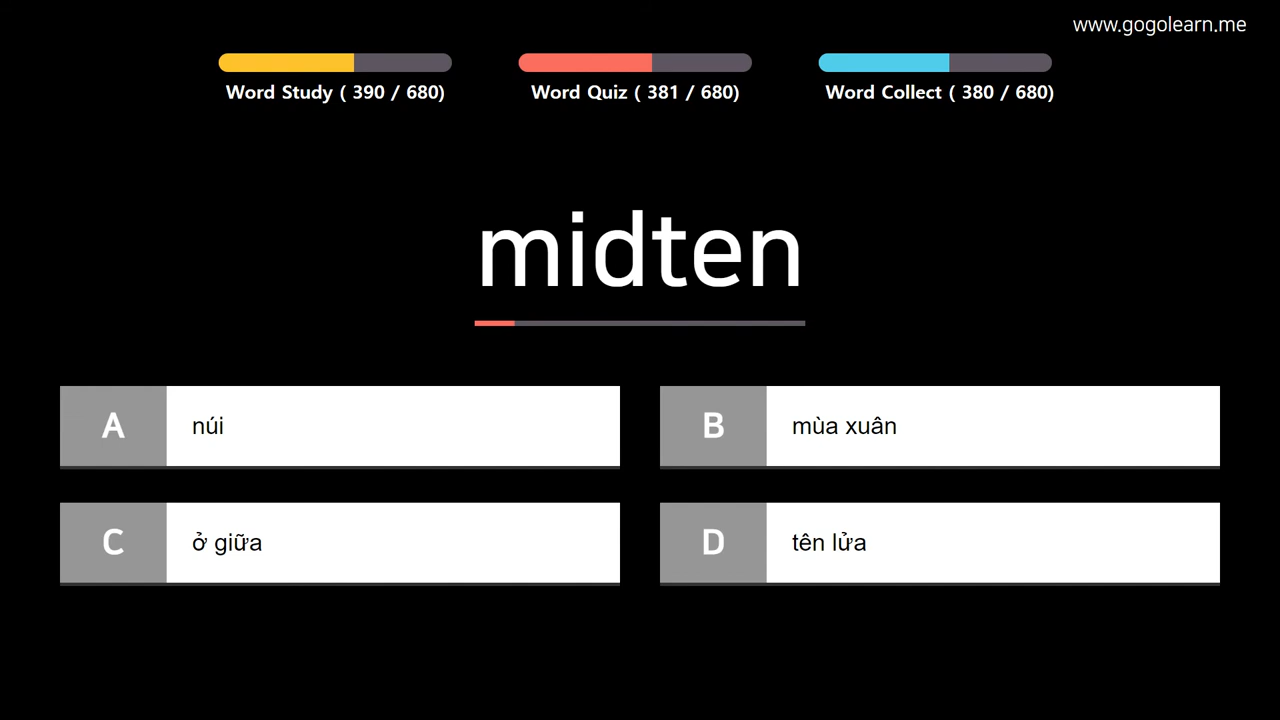 www.gogolearn.me
Word Study ( 390 / 680)
Word Quiz ( 381 / 680)
Word Collect ( 380 / 680)
midten
A núi
B mùa xuân
C ở giữa
D tên lửa